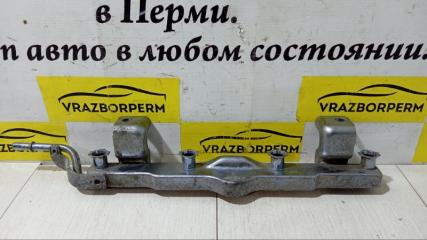 в Перми.
т авто в любом состоянии.
VRAZBORPERM
VRAZBORPERM
VRAZBORPERM